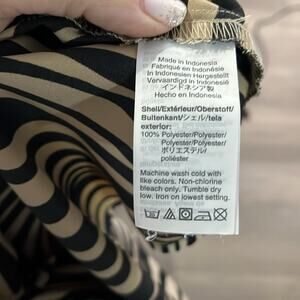 Made in Indonesia
Fabriqué en Indonésie
In Indonesien Hergestellt
Vervaardigd in Indonesië
インドネシア製
Hecho en Indonesia
Shell/Extérieur/Oberstoff/
Buitenkant/シェル/tela
exterior:
100% Polyester/Polyester/
Polyester/Polyester/
ポリエステル/
poliéster
Machine wash cold with
like colors. Non-chlorine
bleach only. Tumble dry
low. Iron on lowest setting.